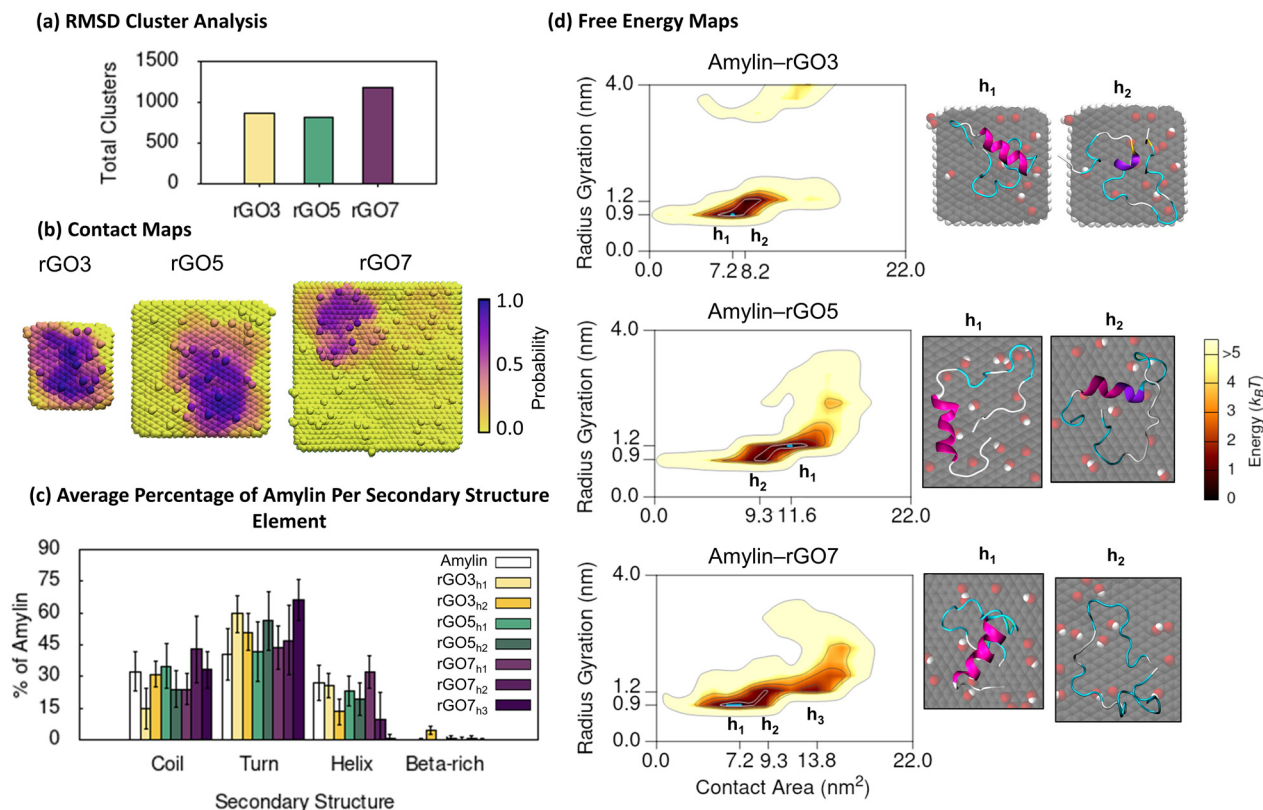 (a) RMSD Cluster Analysis
Total Clusters
1500
1000
500
0
rGO3 rGO5 rGO7
(b) Contact Maps
rGO3 rGO5 rGO7
1.0
0.5
0.0
Probability
(c) Average Percentage of Amylin Per Secondary Structure
Element
% of Amylin
90
75
60
45
30
15
0
Amylin
rGO3h1
rGO3h2
rGO5h1
rGO5h2
rGO7h1
rGO7h2
rGO7h3
Coil Turn Helix Beta-rich
Secondary Structure
(d) Free Energy Maps
Amylin–rGO3
Radius Gyration (nm)
4.0
1.2
0.9
0.0
h1 h2
0.0 7.2 8.2 22.0
h1 h2
Amylin–rGO5
Radius Gyration (nm)
4.0
1.2
0.9
0.0
h2 h1
0.0 9.3 11.6 22.0
h1 h2
>5
4
3
2
1
0
Energy (kBT)
Amylin–rGO7
Radius Gyration (nm)
4.0
1.2
0.9
0.0
h1 h2 h3
0.0 7.2 9.3 13.8 22.0
Contact Area (nm²)
h1 h2